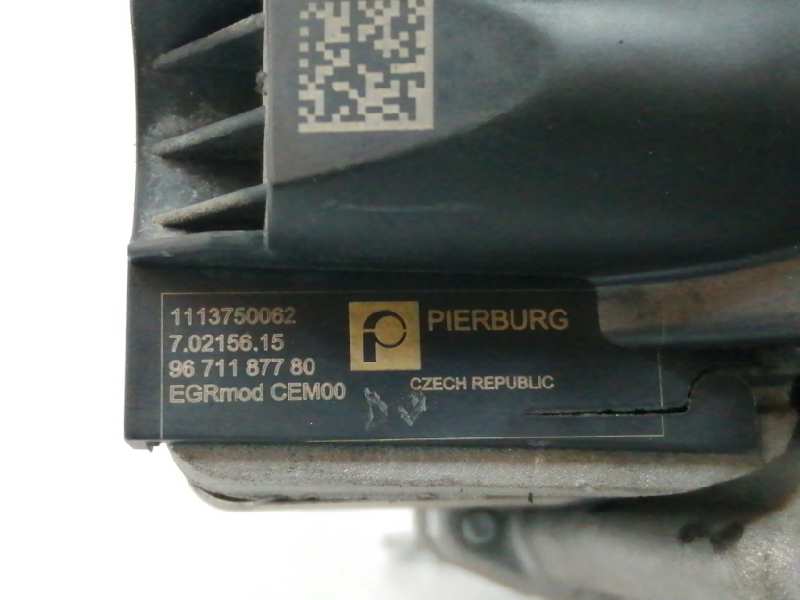 1113750062
7.02156.15
96 711 877 80
EGRmod CEM00
PIERBURG
CZECH REPUBLIC